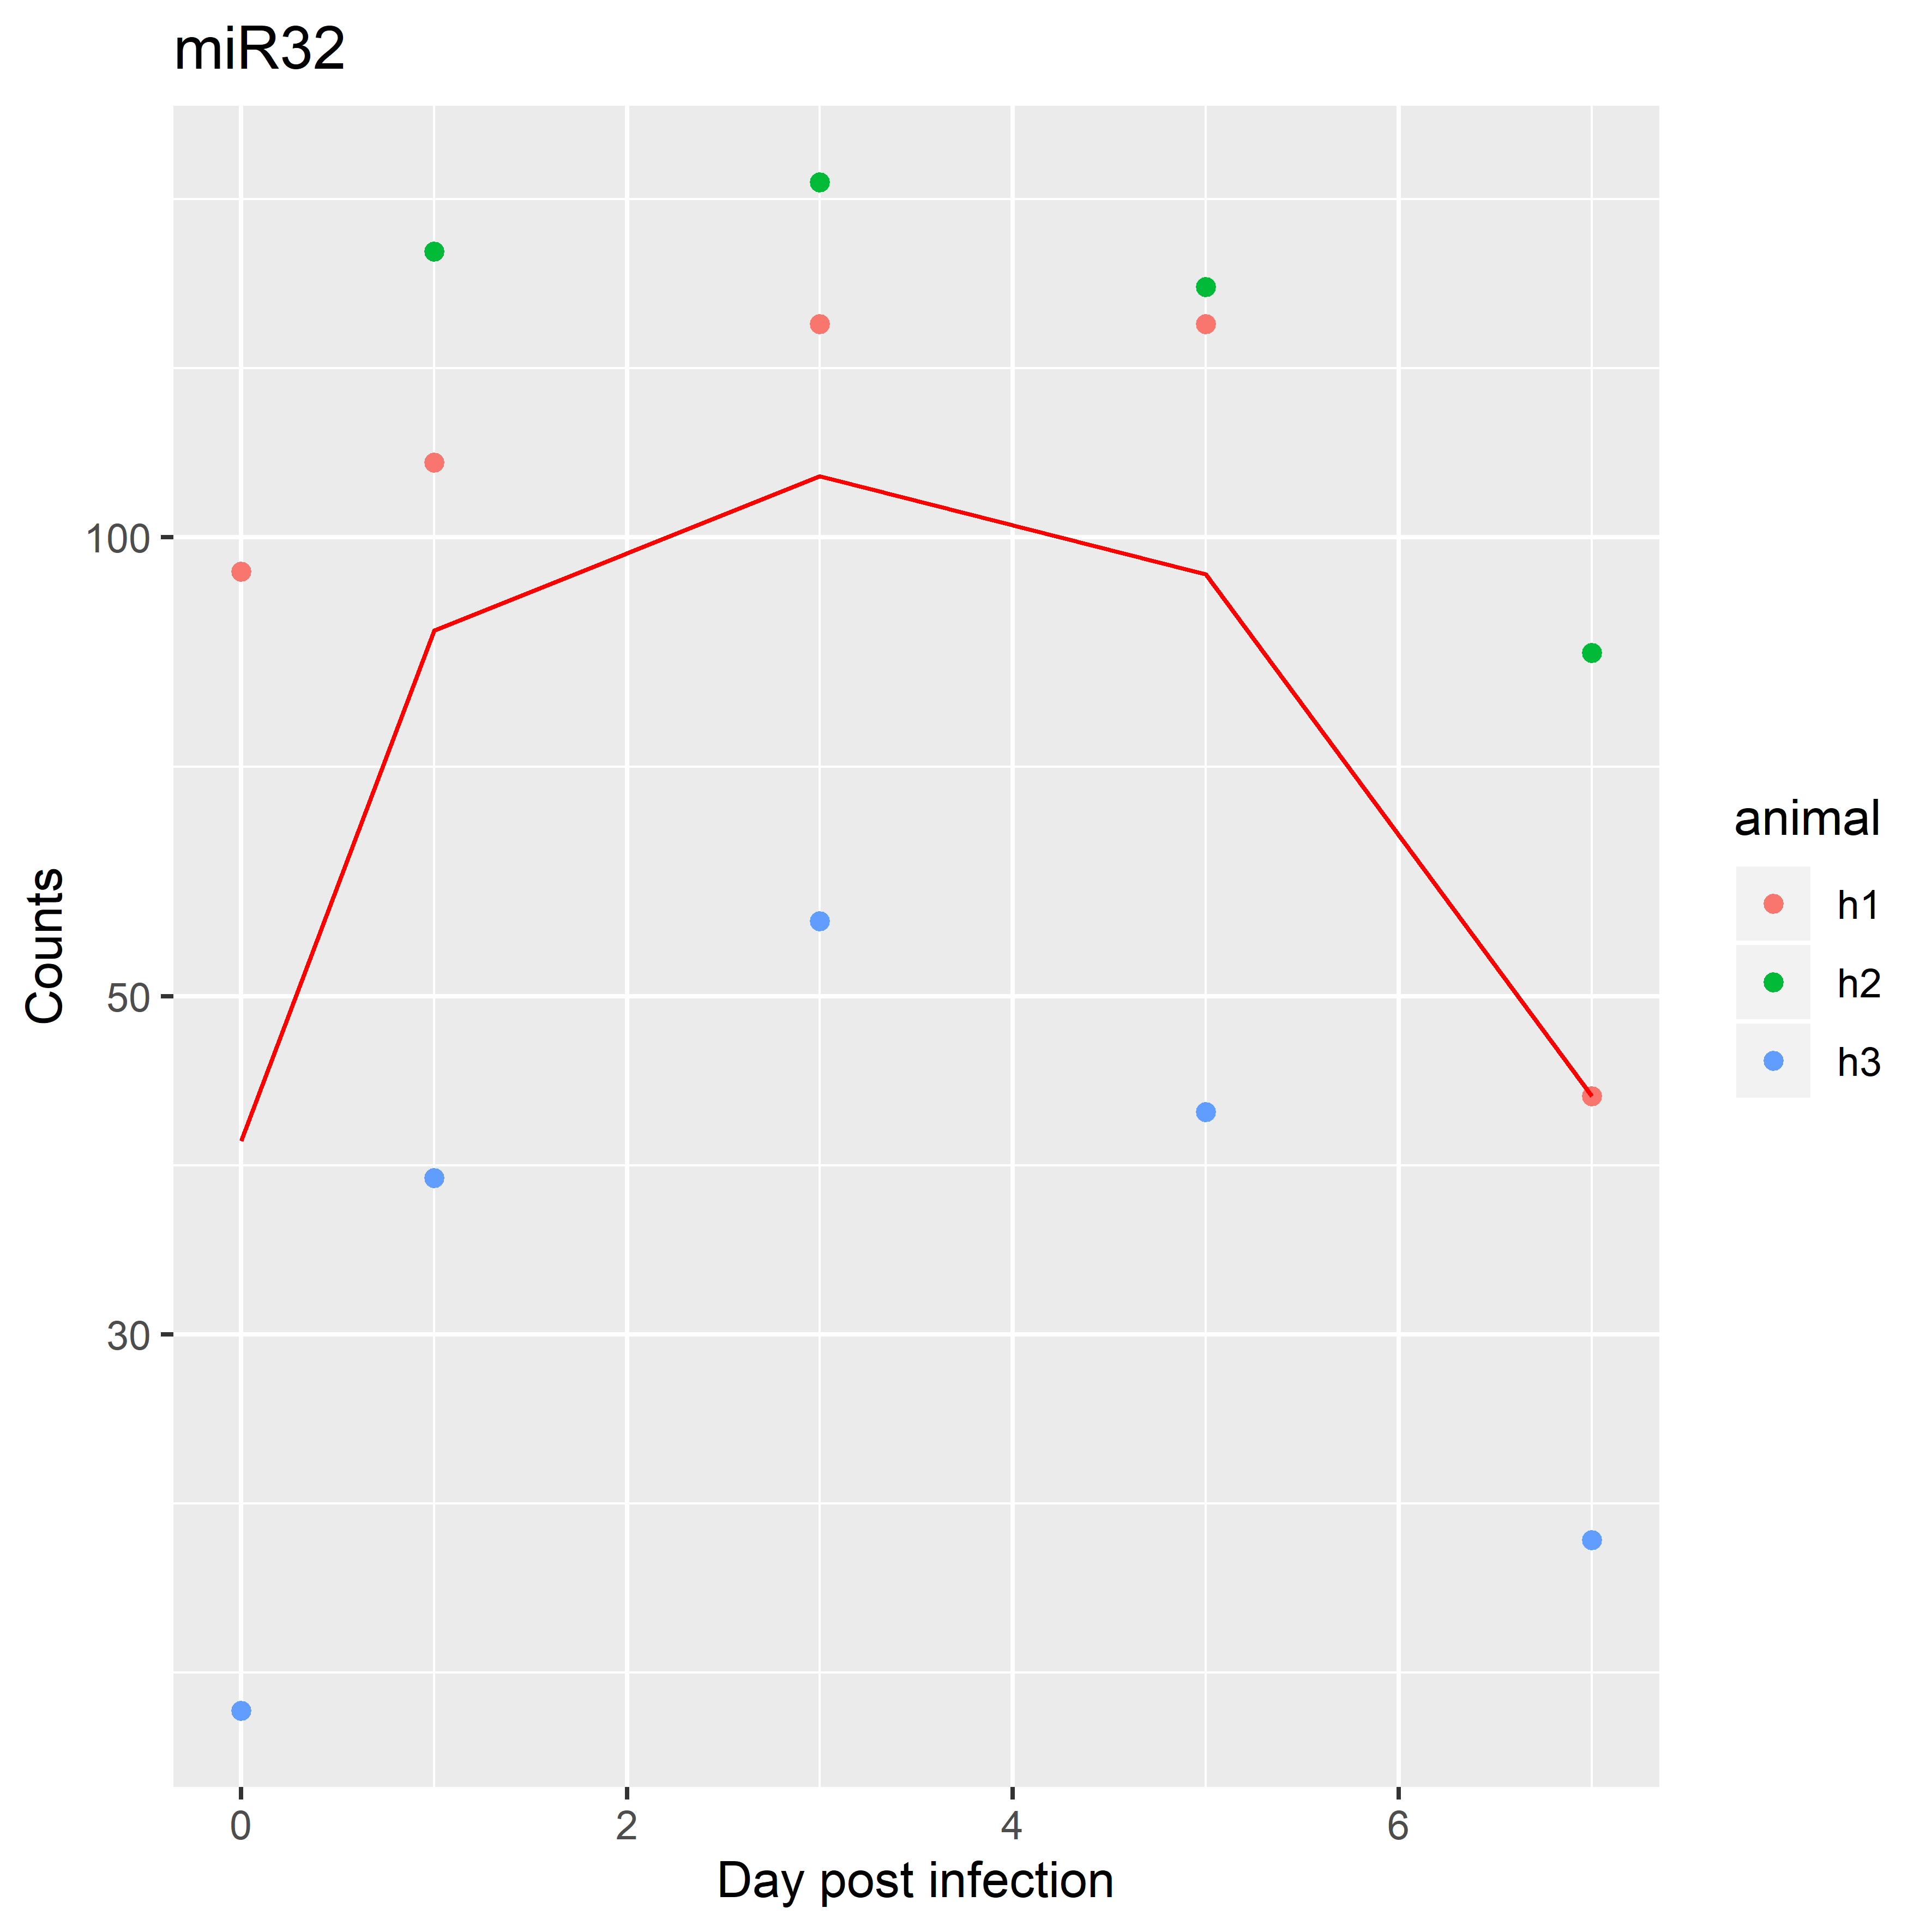 miR32
100
50
30
Counts
0 2 4 6
Day post infection
animal
h1
h2
h3